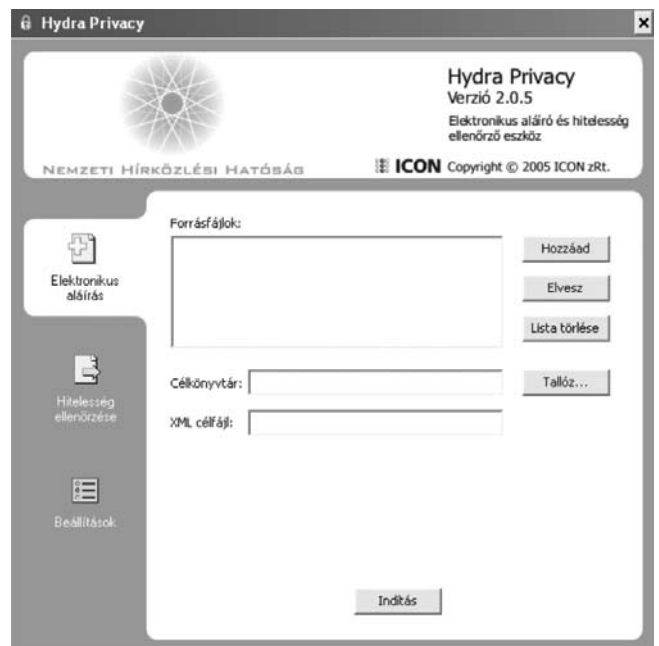 Hydra Privacy
Hydra Privacy
Verzió 2.0.5
Elektronikus aláíró és hitelesség
ellenőrző eszköz
NEMZETI HÍRKÖZLÉSI HATÓSÁG
ICON Copyright © 2005 ICON zRt.
Elektronikus
aláírás
Hitelesség
ellenőrzése
Beállítások
Forrásfájlok:
Hozzáad
Elvesz
Lista törlése
Célkönyvtár:
Tallóz...
XML célfájl:
Indítás